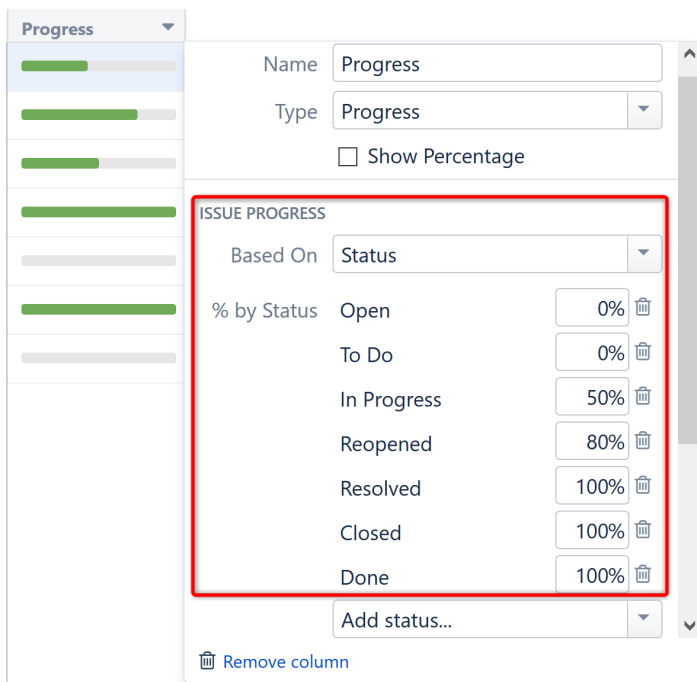 Progress
Name Progress
Type Progress
Show Percentage
ISSUE PROGRESS
Based On Status
% by Status Open 0%
To Do 0%
In Progress 50%
Reopened 80%
Resolved 100%
Closed 100%
Done 100%
Add status...
Remove column